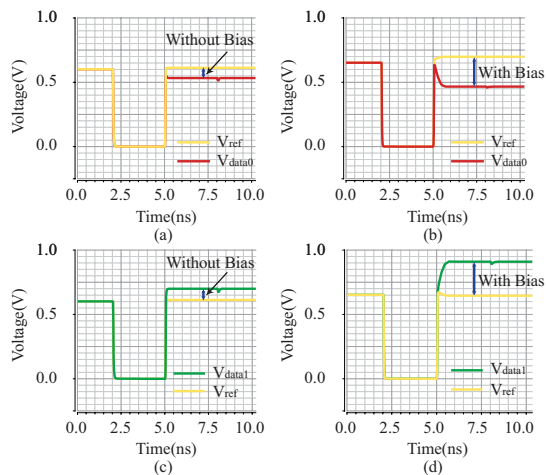 1.0
Without Bias
Voltage(V)
0.5
0.0
Vref
Vdata0
0.0 2.5 5.0 7.5 10.0
Time(ns)
(a)
1.0
Voltage(V)
0.5
With Bias
0.0
Vref
Vdata0
0.0 2.5 5.0 7.5 10.0
Time(ns)
(b)
1.0
Without Bias
Voltage(V)
0.5
0.0
Vdata1
Vref
0.0 2.5 5.0 7.5 10.0
Time(ns)
(c)
1.0
Voltage(V)
With Bias
0.5
0.0
Vdata1
Vref
0.0 2.5 5.0 7.5 10.0
Time(ns)
(d)